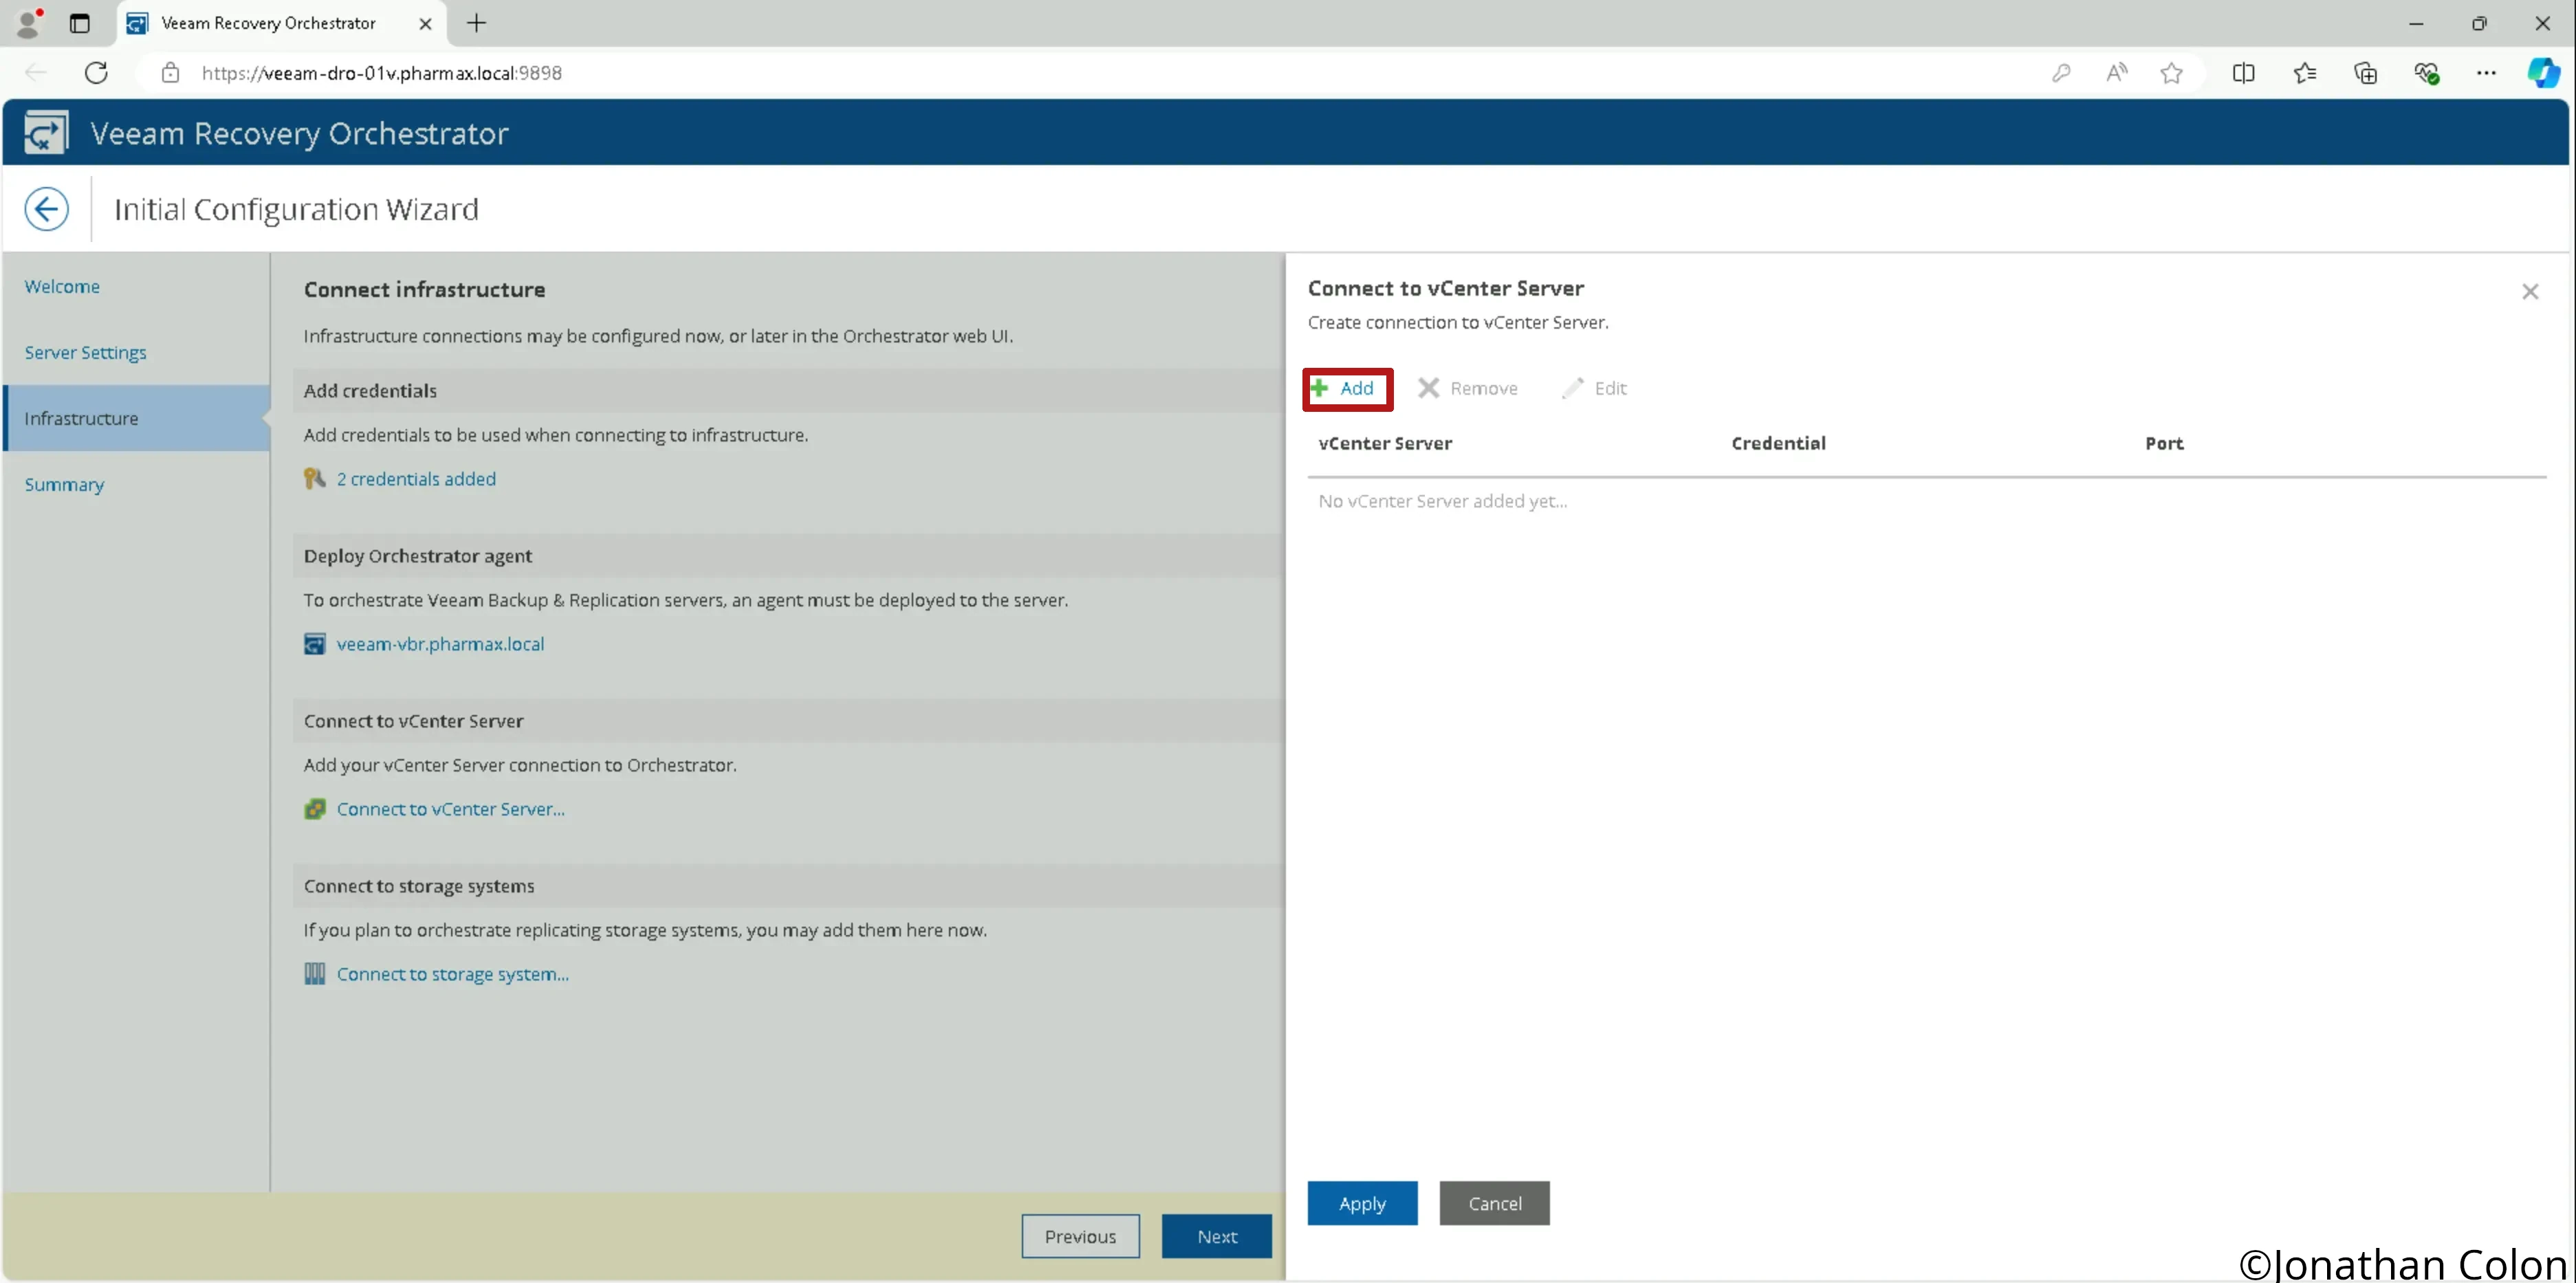 Veeam Recovery Orchestrator
https://veeam-dro-01v.pharmax.local:9898
Veeam Recovery Orchestrator
Initial Configuration Wizard
Welcome
Server Settings
Infrastructure
Summary
Connect infrastructure
Infrastructure connections may be configured now, or later in the Orchestrator web UI.
Add credentials
Add credentials to be used when connecting to infrastructure.
2 credentials added
Deploy Orchestrator agent
To orchestrate Veeam Backup & Replication servers, an agent must be deployed to the server.
veeam-vbr.pharmax.local
Connect to vCenter Server
Add your vCenter Server connection to Orchestrator.
Connect to vCenter Server...
Connect to storage systems
If you plan to orchestrate replicating storage systems, you may add them here now.
Connect to storage system...
Previous Next
Connect to vCenter Server
Create connection to vCenter Server.
Add Remove Edit
vCenter Server Credential Port
No vCenter Server added yet...
Apply Cancel
©Jonathan Colon